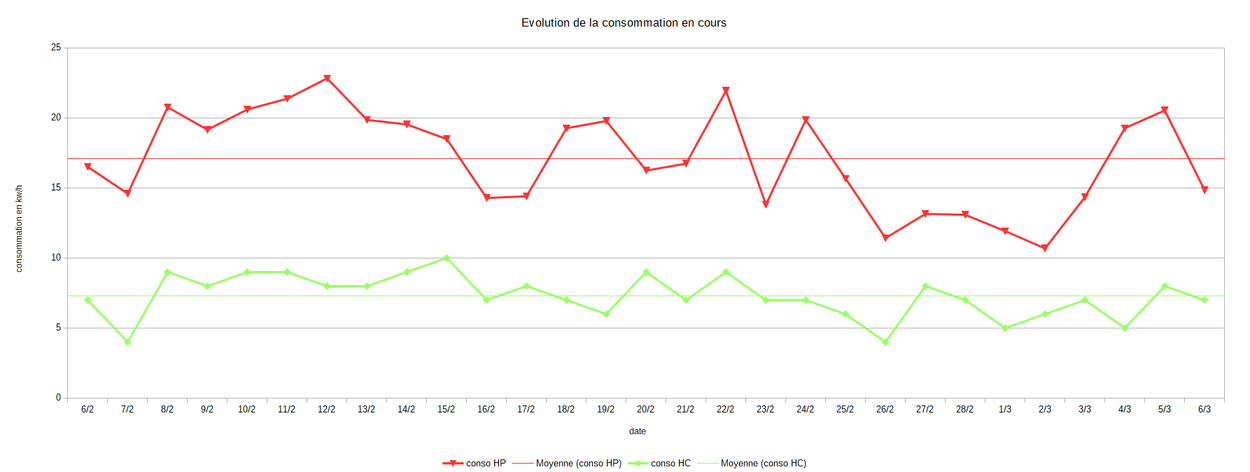 Evolution de la consommation en cours
25
20
15
10
5
0
consommation en kw/h
6/2 7/2 8/2 9/2 10/2 11/2 12/2 13/2 14/2 15/2 16/2 17/2 18/2 19/2 20/2 21/2 22/2 23/2 24/2 25/2 26/2 27/2 28/2 1/3 2/3 3/3 4/3 5/3 6/3
date
conso HP Moyenne (conso HP) conso HC Moyenne (conso HC)